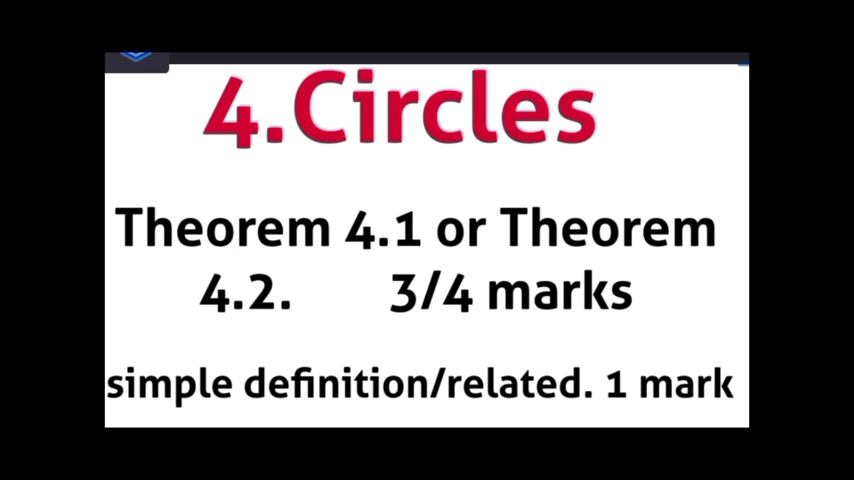 4.Circles
Theorem 4.1 or Theorem
4.2. 3/4 marks
simple definition/related. 1 mark